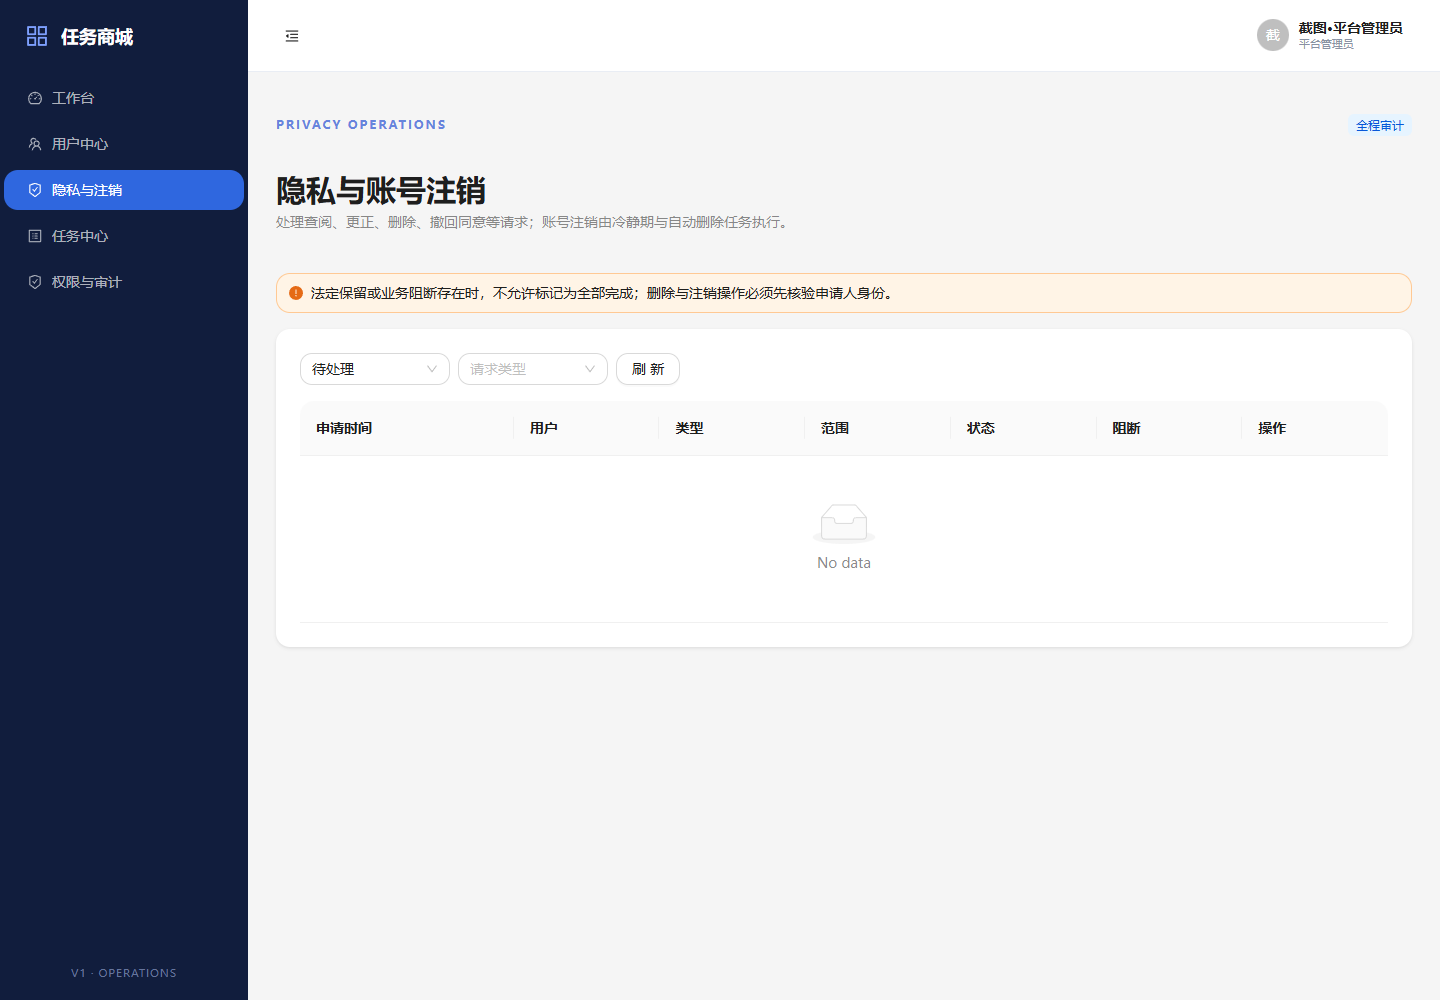 任务商城
截
截图•平台管理员
平台管理员
工作台
用户中心
隐私与注销
任务中心
权限与审计
PRIVACY OPERATIONS
全程审计
隐私与账号注销
处理查阅、更正、删除、撤回同意等请求；账号注销由冷静期与自动删除任务执行。
法定保留或业务阻断存在时，不允许标记为全部完成；删除与注销操作必须先核验申请人身份。
待处理 请求类型 刷 新
申请时间 用户 类型 范围 状态 阻断 操作
No data
V1 · OPERATIONS